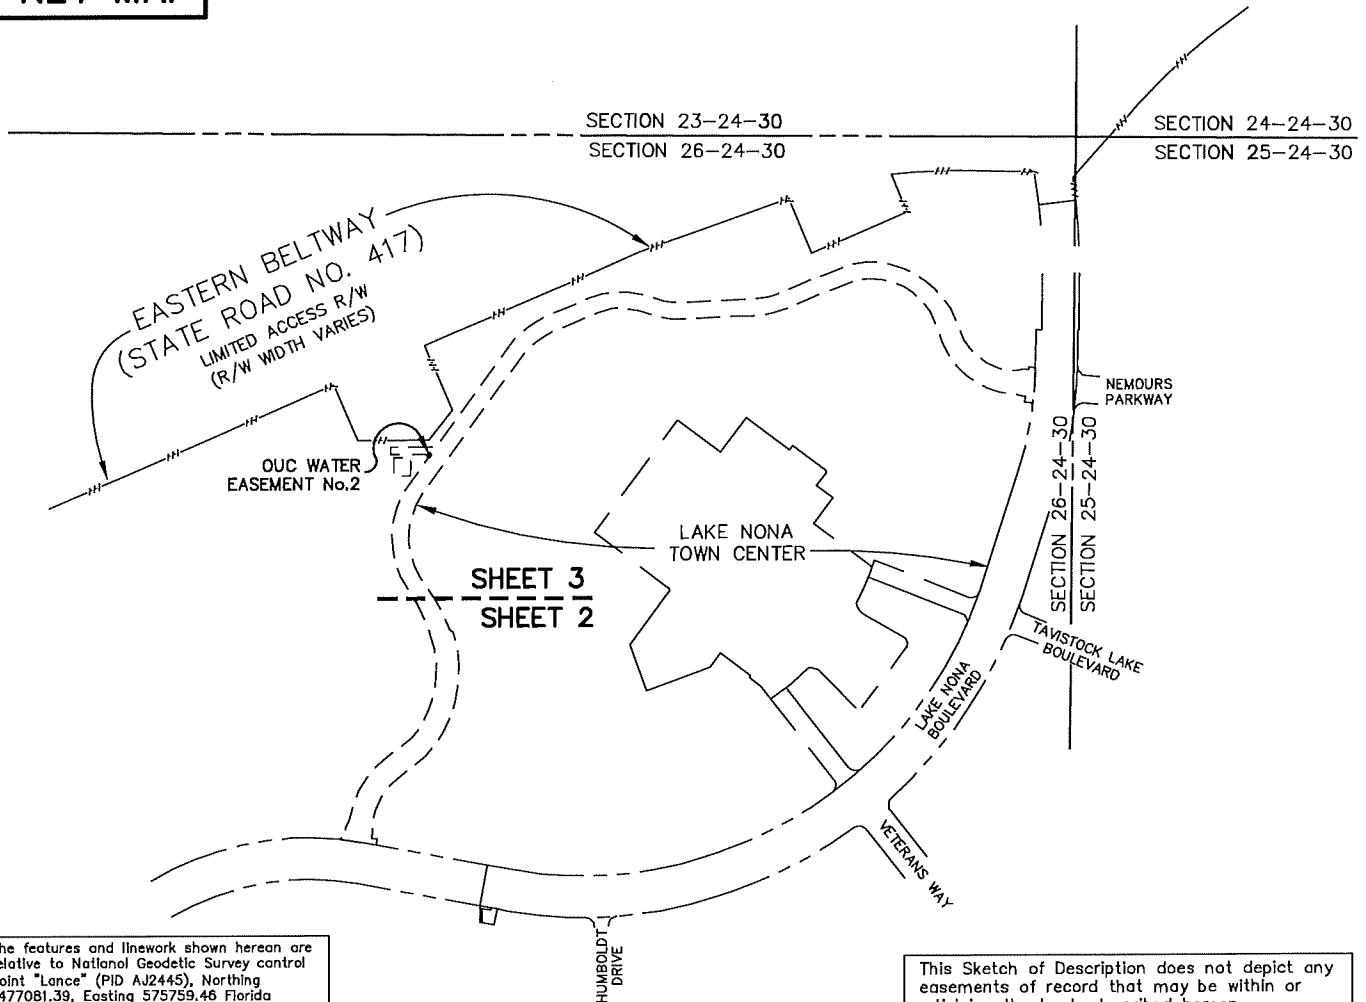 SECTION 23-24-30
SECTION 26-24-30
SECTION 24-24-30
SECTION 25-24-30
EASTERN BELTWAY
(STATE ROAD NO. 417)
LIMITED ACCESS R/W
(R/W WIDTH VARIES)
NEMOURS
PARKWAY
OUC WATER
EASEMENT No.2
SECTION 26-24-30
SECTION 25-24-30
LAKE NONA
TOWN CENTER
SHEET 3
SHEET 2
TAVISTOCK LAKE
BOULEVARD
LAKE NONA
BOULEVARD
VETERANS WAY
HUMBOLDT
DRIVE
he features and linework shown hereon are
elative to National Geodetic Survey control
oint "Lance" (PID AJ2445), Northing
477081.39, Easting 575759.46 Florida
This Sketch of Description does not depict any
easements of record that may be within or